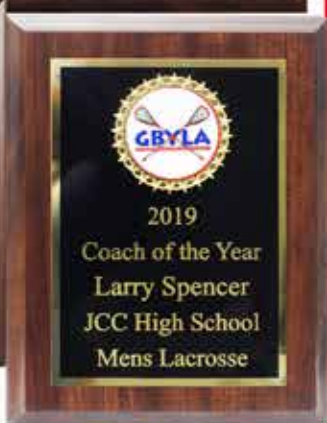 GBYLA
2019
Coach of the Year
Larry Spencer
JCC High School
Mens Lacrosse